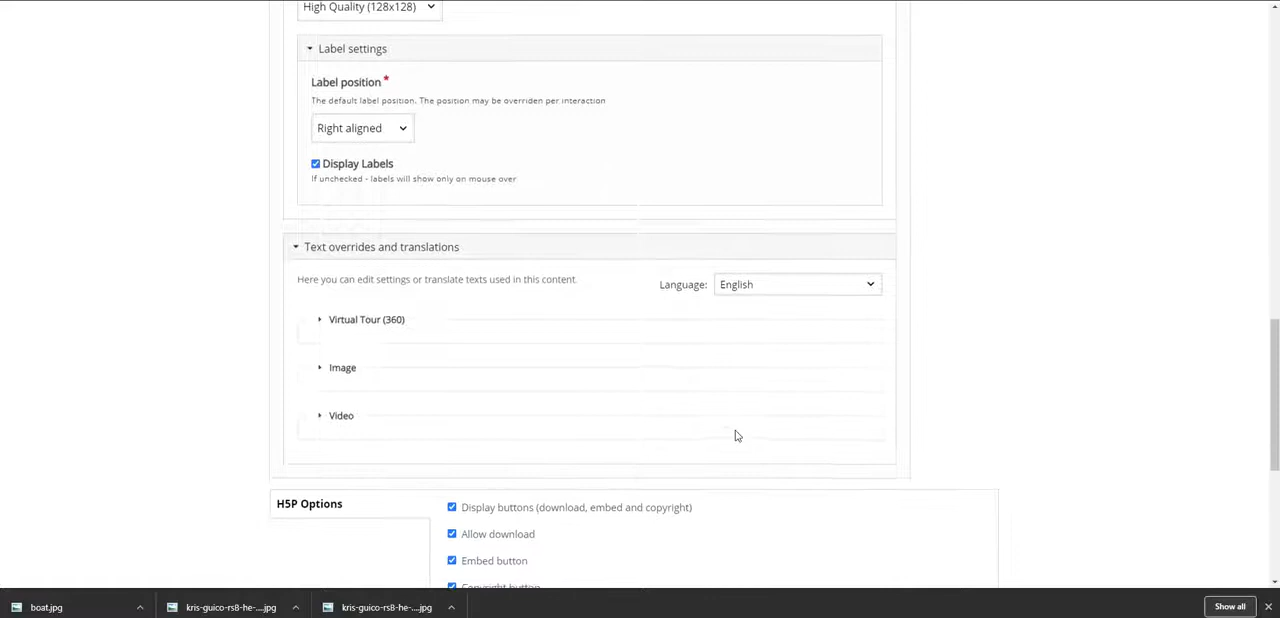 High Quality (128x128)
Label settings
Label position *
The default label position. The position may be overriden per interaction
Right aligned
Display Labels
If unchecked - labels will show only on mouse over
Text overrides and translations
Here you can edit settings or translate texts used in this content.
Language: English
Virtual Tour (360)
Image
Video
H5P Options
Display buttons (download, embed and copyright)
Allow download
Embed button
Copyright button
boat.jpg
kris-guico-rsB-he-....jpg
kris-guico-rsB-he-....jpg
Show all